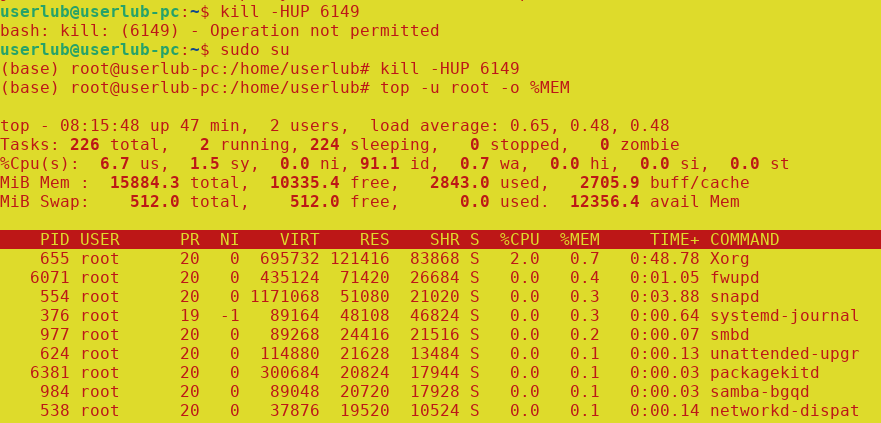 userlub@userlub-pc:~$ kill -HUP 6149
bash: kill: (6149) - Operation not permitted
userlub@userlub-pc:~$ sudo su
(base) root@userlub-pc:/home/userlub# kill -HUP 6149
(base) root@userlub-pc:/home/userlub# top -u root -o %MEM

top - 08:15:48 up 47 min,  2 users,  load average: 0.65, 0.48, 0.48
Tasks: 226 total,   2 running, 224 sleeping,   0 stopped,   0 zombie
%Cpu(s):  6.7 us,  1.5 sy,  0.0 ni, 91.1 id,  0.7 wa,  0.0 hi,  0.0 si,  0.0 st
MiB Mem :  15884.3 total,  10335.4 free,   2843.0 used,   2705.9 buff/cache
MiB Swap:    512.0 total,    512.0 free,      0.0 used.  12356.4 avail Mem

    PID USER      PR  NI    VIRT    RES    SHR S  %CPU  %MEM     TIME+ COMMAND
    655 root      20   0  695732 121416  83868 S   2.0   0.7   0:48.78 Xorg
   6071 root      20   0  435124  71420  26684 S   0.0   0.4   0:01.05 fwupd
    554 root      20   0 1171068  51080  21020 S   0.0   0.3   0:03.88 snapd
    376 root      19  -1   89164  48108  46824 S   0.0   0.3   0:00.64 systemd-journal
    977 root      20   0   89268  24416  21516 S   0.0   0.2   0:00.07 smbd
    624 root      20   0  114880  21628  13484 S   0.0   0.1   0:00.13 unattended-upgr
   6381 root      20   0  300684  20824  17944 S   0.0   0.1   0:00.03 packagekitd
    984 root      20   0   89048  20720  17928 S   0.0   0.1   0:00.03 samba-bgqd
    538 root      20   0   37876  19520  10524 S   0.0   0.1   0:00.14 networkd-dispat